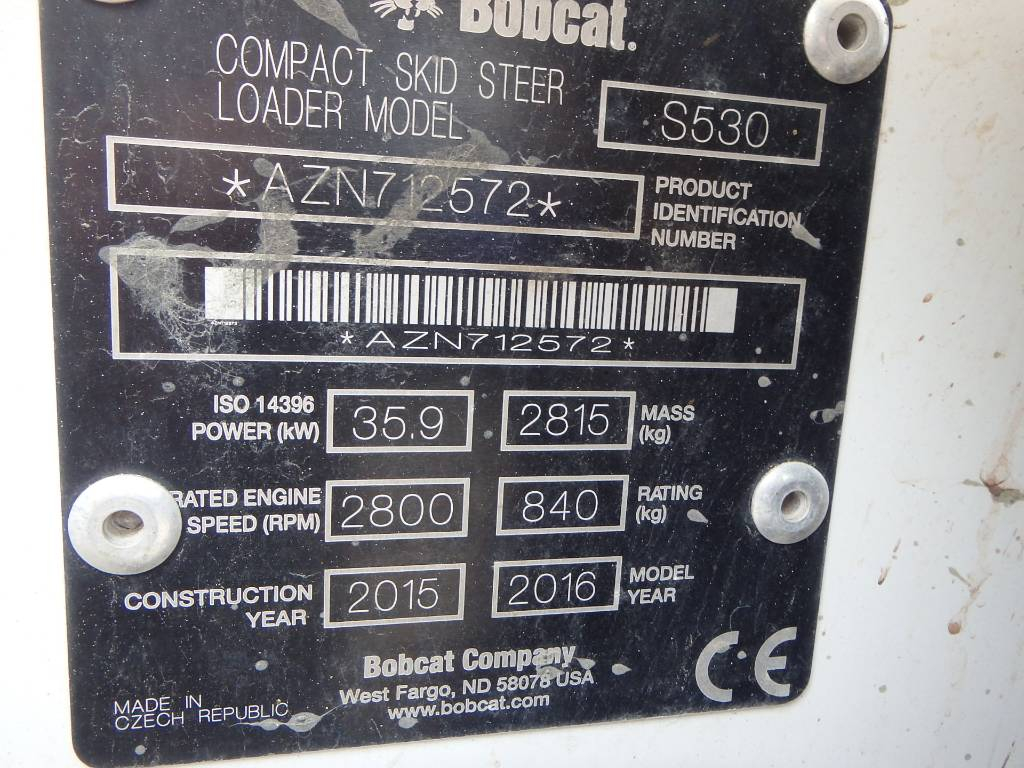 Bobcat.
COMPACT SKID STEER
LOADER MODEL
S530
*AZN712572*
PRODUCT
IDENTIFICATION
NUMBER
*AZN712572*
ISO 14396
POWER (kW)
35.9
2815
MASS
(kg)
RATED ENGINE
SPEED (RPM)
2800
840
RATING
(kg)
CONSTRUCTION
YEAR
2015
2016
MODEL
YEAR
Bobcat Company
West Fargo, ND 58078 USA
www.bobcat.com
MADE IN
CZECH REPUBLIC
CE